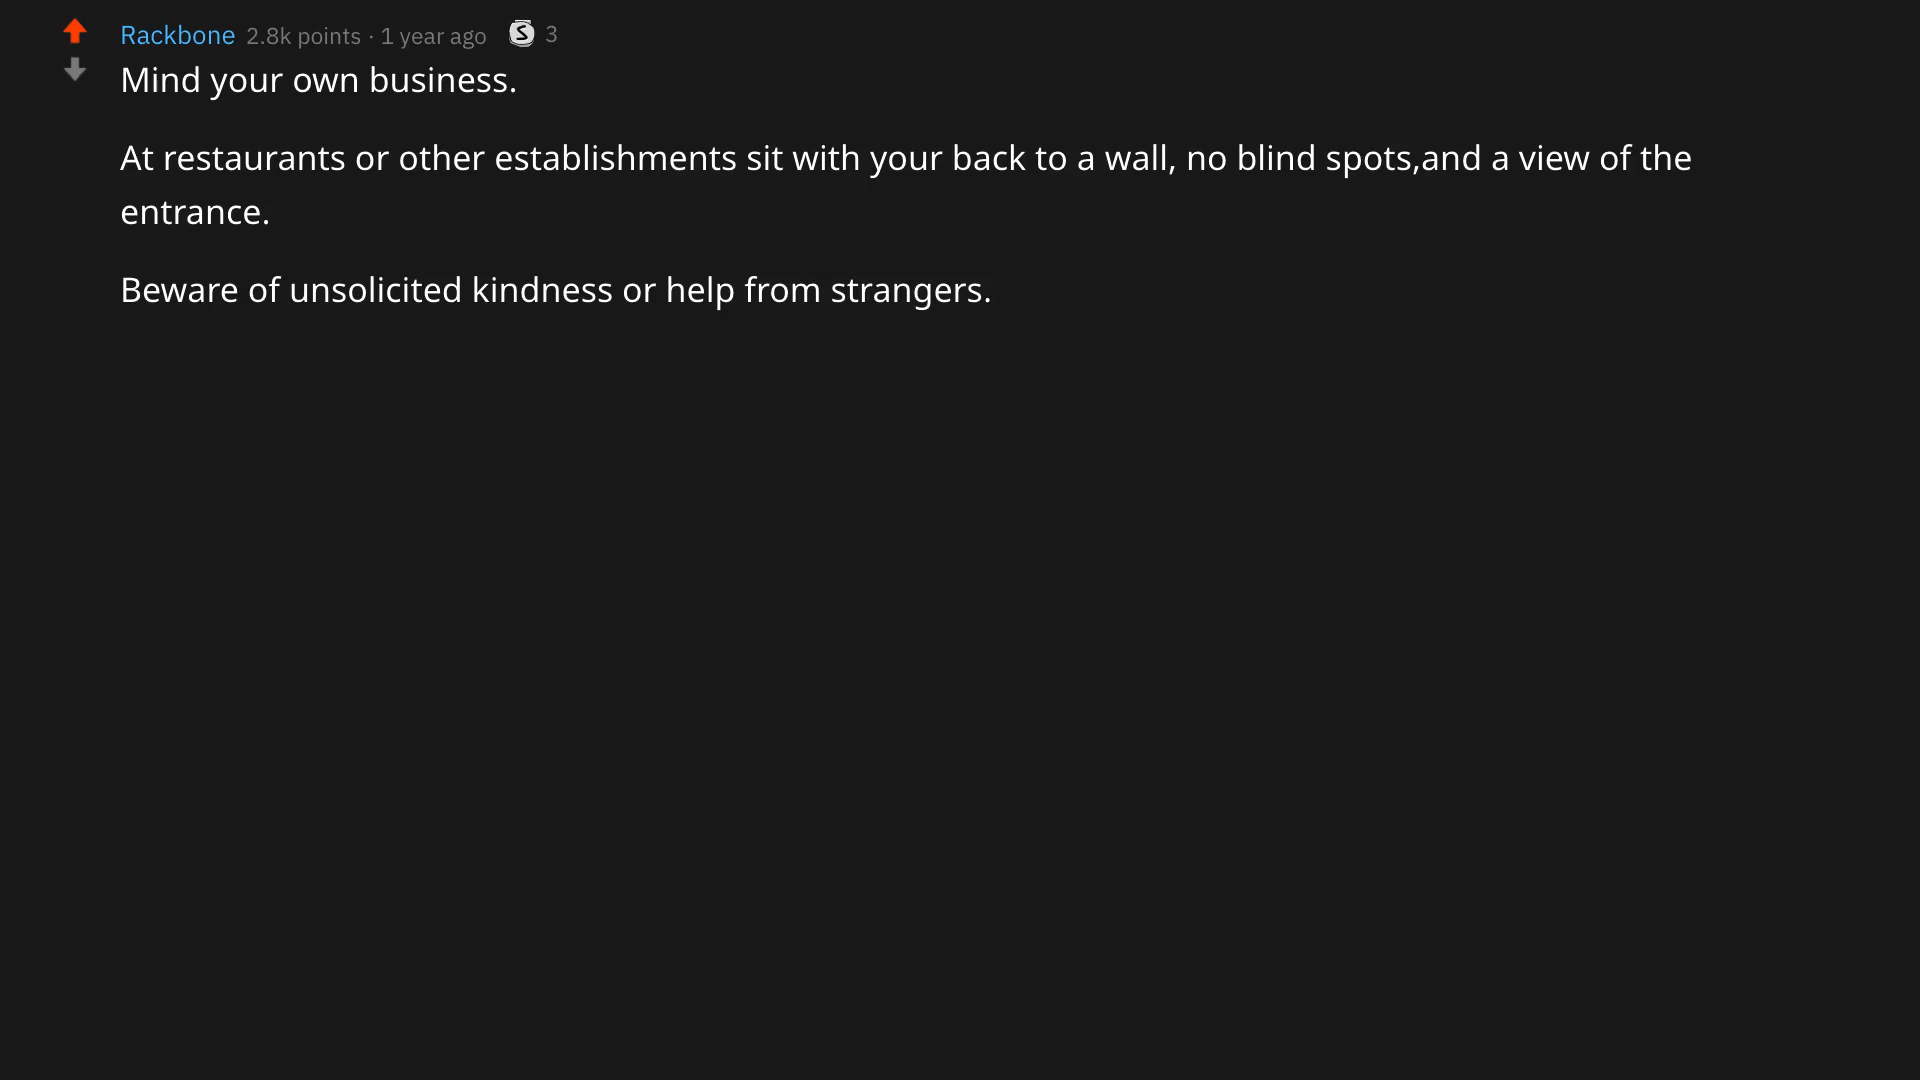 Rackbone 2.8k points · 1 year ago S 3
Mind your own business.
At restaurants or other establishments sit with your back to a wall, no blind spots,and a view of the
entrance.
Beware of unsolicited kindness or help from strangers.